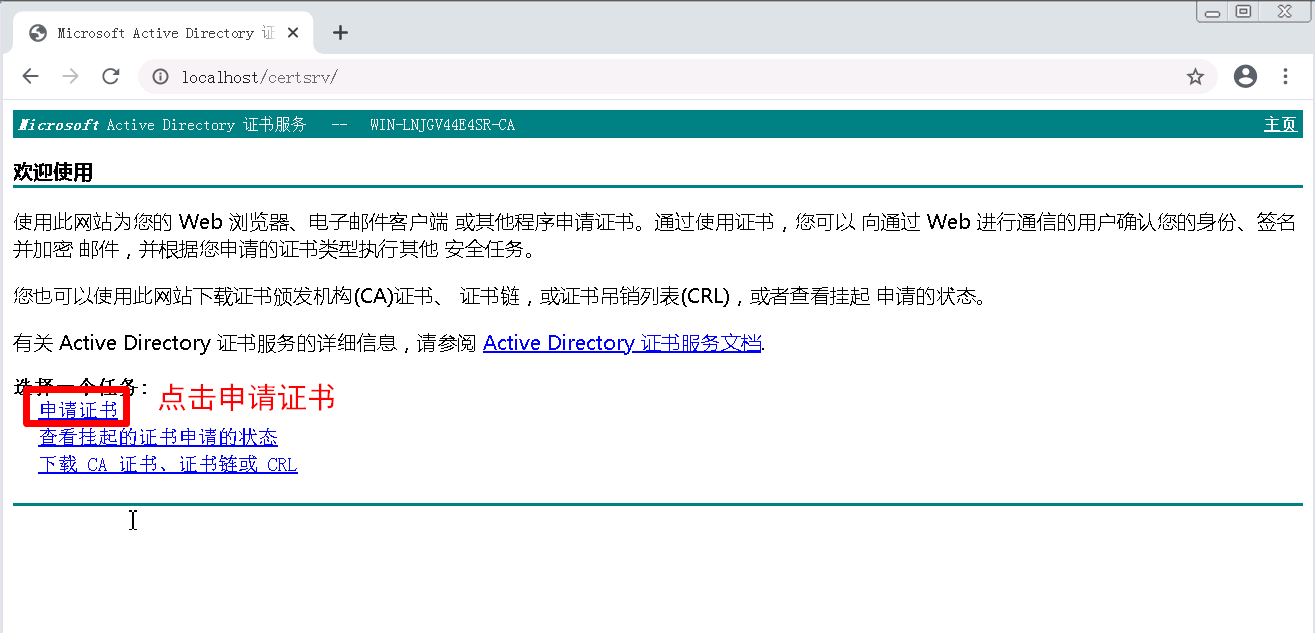 Microsoft Active Directory 证
localhost/certsrv/
Microsoft Active Directory 证书服务 -- WIN-LNJGV44E4SR-CA 主页
欢迎使用
使用此网站为您的 Web 浏览器、电子邮件客户端 或其他程序申请证书。通过使用证书，您可以 向通过 Web 进行通信的用户确认您的身份、签名
并加密 邮件，并根据您申请的证书类型执行其他 安全任务。
您也可以使用此网站下载证书颁发机构(CA)证书、 证书链，或证书吊销列表(CRL)，或者查看挂起 申请的状态。
有关 Active Directory 证书服务的详细信息，请参阅 Active Directory 证书服务文档.
选择一个任务：
申请证书 点击申请证书
查看挂起的证书申请的状态
下载 CA 证书、证书链或 CRL